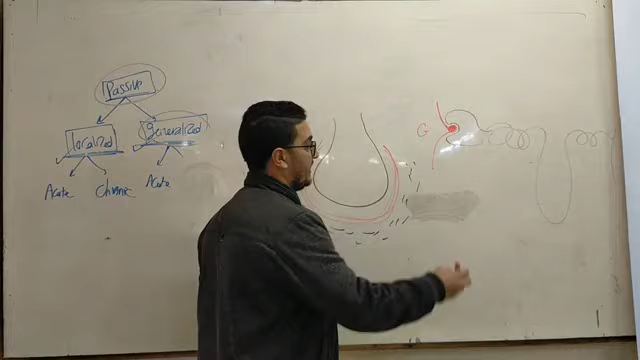 Passive
localized
Generalized
Acute
Chronic
Acute
G